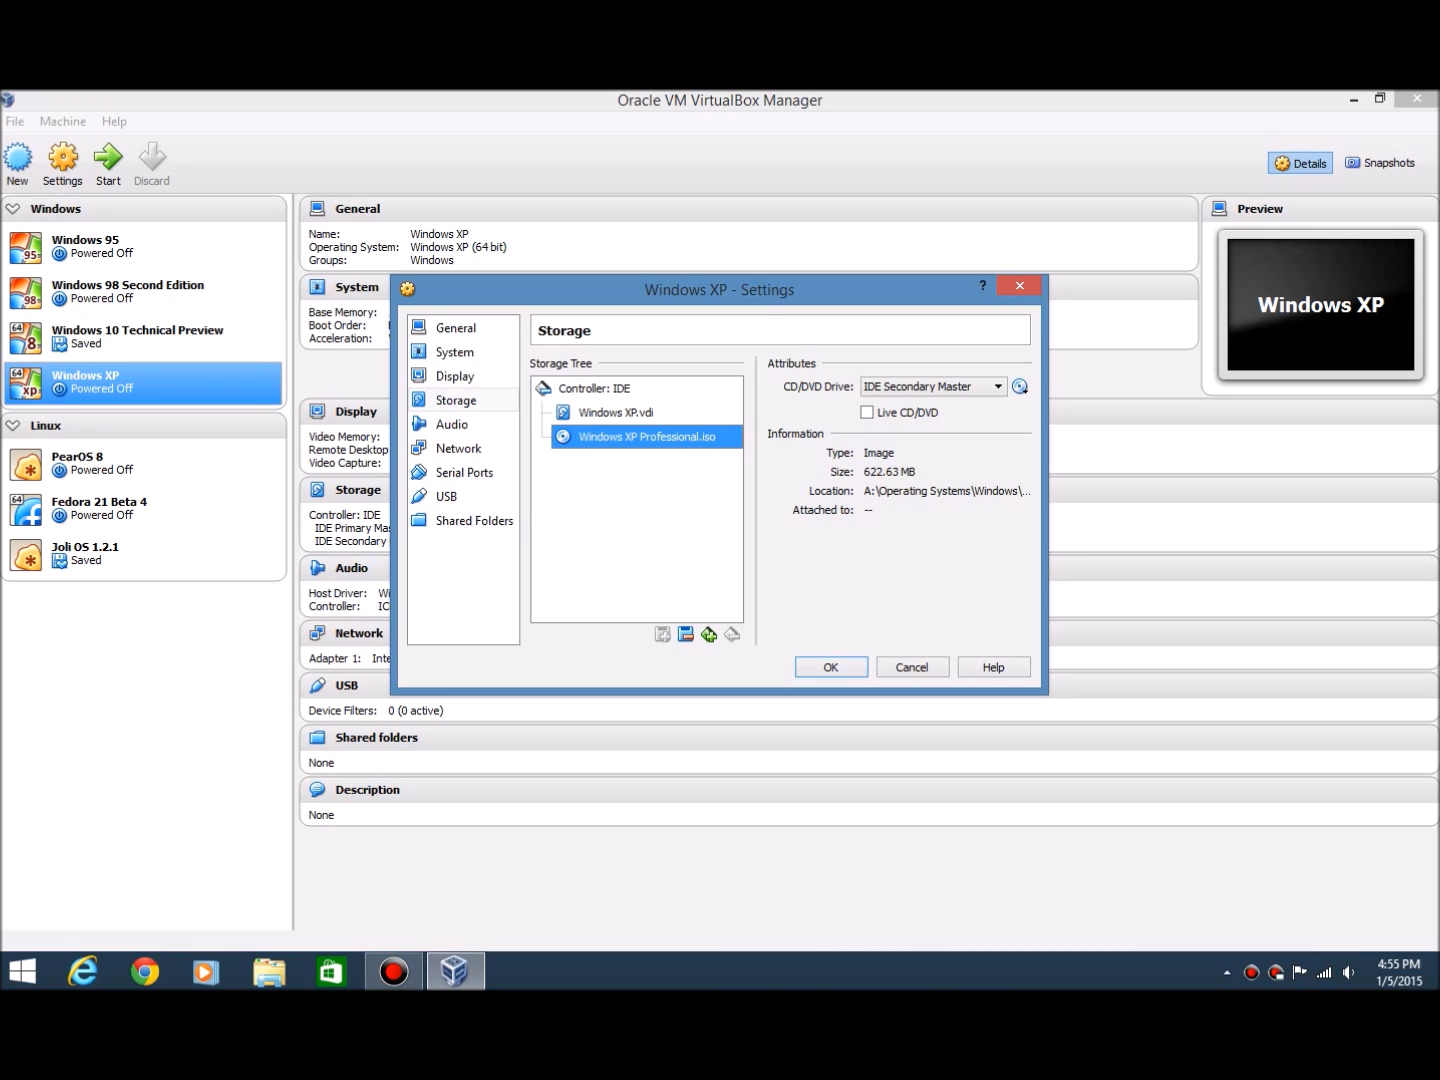 Oracle VM VirtualBox Manager
File Machine Help
New Settings Start Discard
Details Snapshots
Windows
Windows 95
Powered Off
Windows 98 Second Edition
Powered Off
Windows 10 Technical Preview
Saved
Windows XP
Powered Off
Linux
PearOS 8
Powered Off
Fedora 21 Beta 4
Powered Off
Joli OS 1.2.1
Saved
General
Name: Windows XP
Operating System: Windows XP (64 bit)
Groups: Windows
System
Base Memory:
Boot Order:
Acceleration:
Display
Video Memory:
Remote Desktop
Video Capture:
Storage
Controller: IDE
IDE Primary Mas
IDE Secondary
Audio
Host Driver: Wi
Controller: IC
Network
Adapter 1: Inte
USB
Device Filters: 0 (0 active)
Shared folders
None
Description
None
Preview
Windows XP
Windows XP - Settings
?
General
System
Display
Storage
Audio
Network
Serial Ports
USB
Shared Folders
Storage
Storage Tree
Controller: IDE
Windows XP.vdi
Windows XP Professional.iso
Attributes
CD/DVD Drive: IDE Secondary Master
Live CD/DVD
Information
Type: Image
Size: 622.63 MB
Location: A:\Operating Systems\Windows\...
Attached to: --
OK Cancel Help
4:55 PM
1/5/2015